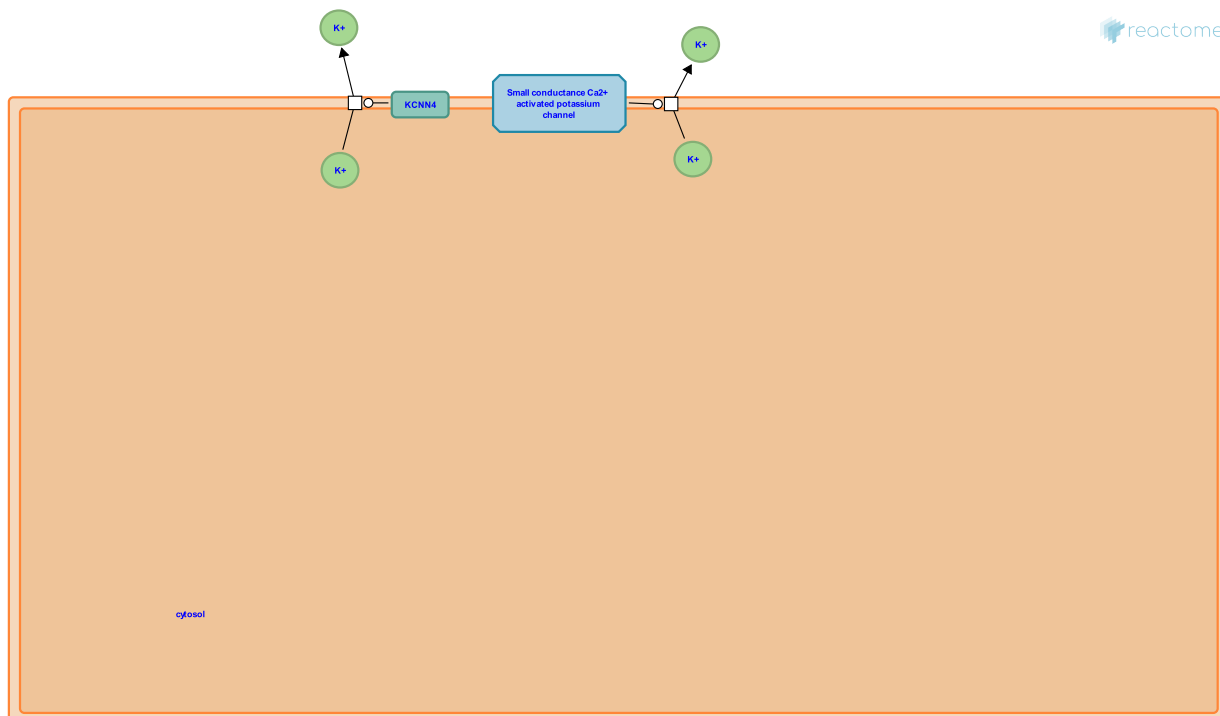 K+
reactome
K+
KCNN4
Small conductance Ca2+
activated potassium
channel
K+
K+
cytosol